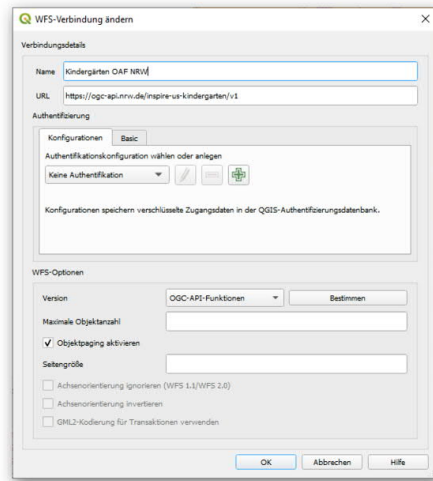 WFS-Verbindung ändern
Verbindungsdetails
Name Kindergärten OAF NRW
URL https://ogc-api.nrw.de/inspire-us-kindergarten/v1
Authentifizierung
Konfigurationen Basic
Authentifikationskonfiguration wählen oder anlegen
Keine Authentifikation
Konfigurationen speichern verschlüsselte Zugangsdaten in der QGIS-Authentifizierungsdatenbank.
WFS-Optionen
Version OGC-API-Funktionen Bestimmen
Maximale Objektanzahl
Objektpaging aktivieren
Seitengröße
Achsenorientierung ignorieren (WFS 1.1/WFS 2.0)
Achsenorientierung invertieren
GML2-Kodierung für Transaktionen verwenden
OK Abbrechen Hilfe